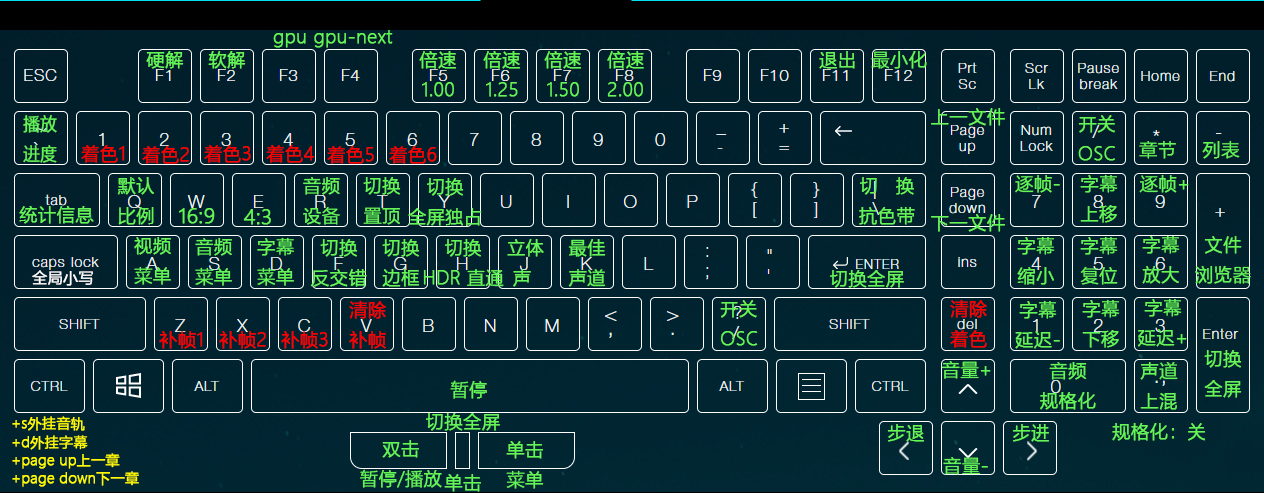 gpu gpu-next
ESC
硬解
F1
软解
F2
F3
F4
倍速
F5
1.00
倍速
F6
1.25
倍速
F7
1.50
倍速
F8
2.00
F9
F10
退出
F11
最小化
F12
Prt
Sc
Scr
Lk
Pause
break
Home
End
播放
~
`
进度
1
着色1
2
着色2
3
着色3
4
着色4
5
着色5
6
着色6
7
8
9
0
_
-
+
=
←
上一文件
Page
up
Num
Lock
开关
/
OSC
*
章节
-
列表
tab
统计信息
默认
Q
比例
W
16:9
E
4:3
音频
R
设备
切换
T
置顶
切换
Y
全屏独占
U
I
O
P
{
[
}
]
切 换
|
\
抗色带
Page
down
下一文件
逐帧-
7
字幕
8
上移
逐帧+
9
+
文件
浏览器
caps lock
全局小写
视频
A
菜单
音频
S
菜单
字幕
D
菜单
切换
F
反交错
切换
G
边框
切换
H
HDR 直通
立体
J
声
最佳
K
声道
L
:
;
"
'
↵ ENTER
切换全屏
ins
字幕
4
缩小
字幕
5
复位
字幕
6
放大
SHIFT
Z
补帧1
X
补帧2
C
补帧3
清除
V
补帧
B
N
M
<
,
>
.
开关
?
/
OSC
SHIFT
清除
del
着色
字幕
1
延迟-
字幕
2
下移
字幕
3
延迟+
Enter
切换
全屏
CTRL
ALT
暂停
ALT
CTRL
音量+
音频
0
规格化
声道
.,
上混
+s外挂音轨
+d外挂字幕
+page up上一章
+page down下一章
切换全屏
双击
单击
暂停/播放
单击
菜单
步退
音量-
步进
规格化：关